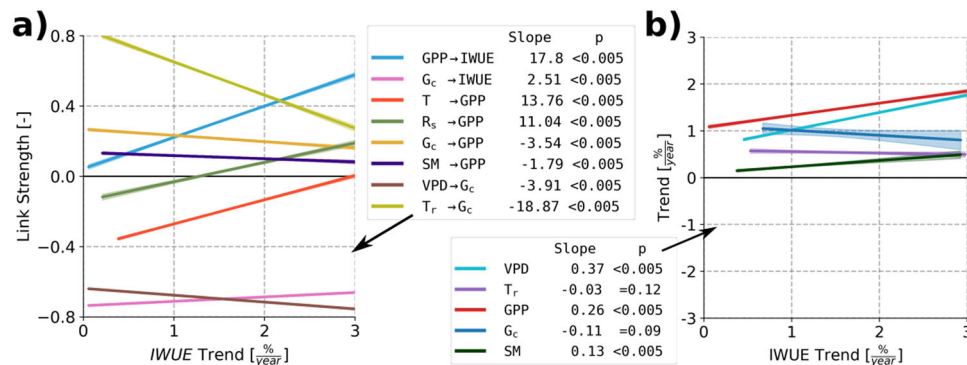 a)
0.8
0.4
0.0
−0.4
−0.8
Link Strength [-]
0 1 2 3
IWUE Trend [%/year]
Slope p
GPP→IWUE 17.8 <0.005
Gc →IWUE 2.51 <0.005
T →GPP 13.76 <0.005
Rs →GPP 11.04 <0.005
Gc →GPP -3.54 <0.005
SM →GPP -1.79 <0.005
VPD→Gc -3.91 <0.005
Tr →Gc -18.87 <0.005
b)
3
2
1
0
-1
-2
-3
Trend [%/year]
0 1 2 3
IWUE Trend [%/year]
Slope p
VPD 0.37 <0.005
Tr -0.03 =0.12
GPP 0.26 <0.005
Gc -0.11 =0.09
SM 0.13 <0.005